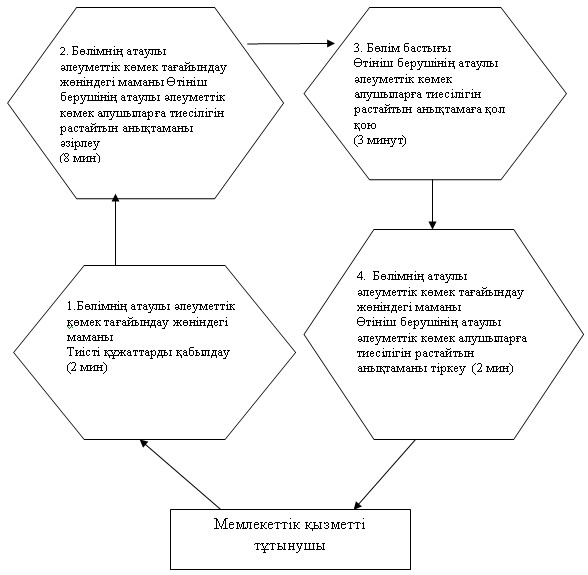 1.Бөлімнің атаулы әлеуметтік
көмек тағайындау жөніндегі
маманы
Тиісті құжаттарды қабылдау
(2 мин)
2. Бөлімнің атаулы
әлеуметтік көмек тағайындау
жөніндегі маманы Өтініш
берушінің атаулы әлеуметтік
көмек алушыларға тиесілігін
растайтын анықтаманы
әзірлеу
(8 мин)
3. Бөлім бастығы
Өтініш берушінің атаулы
әлеуметтік көмек
алушыларға тиесілігін
растайтын анықтамаға қол
қою
(3 минут)
4. Бөлімнің атаулы
әлеуметтік көмек тағайындау
жөніндегі маманы
Өтініш берушінің атаулы
әлеуметтік көмек алушыларға
тиесілігін растайтын
анықтаманы тіркеу (2 мин)
Мемлекеттік қызметті
тұтынушы